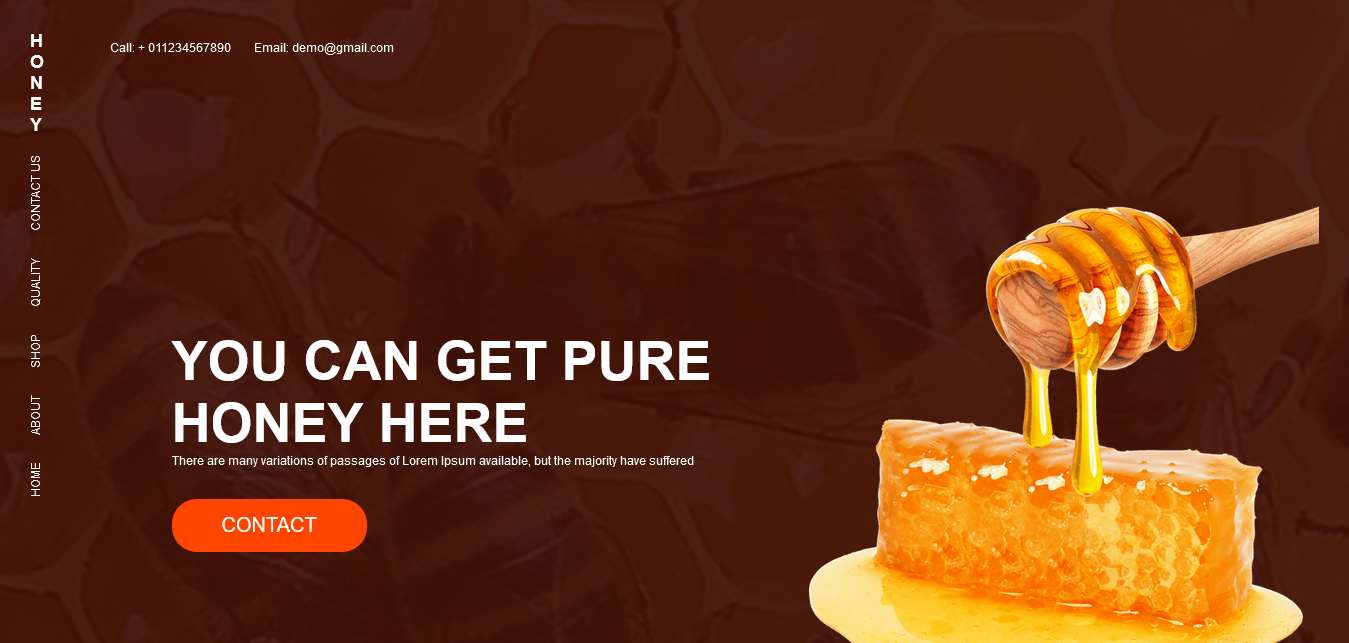 HONEY
Call: + 011234567890 Email: demo@gmail.com
CONTACT US
QUALITY
SHOP
ABOUT
HOME
YOU CAN GET PURE
HONEY HERE
There are many variations of passages of Lorem Ipsum available, but the majority have suffered
CONTACT